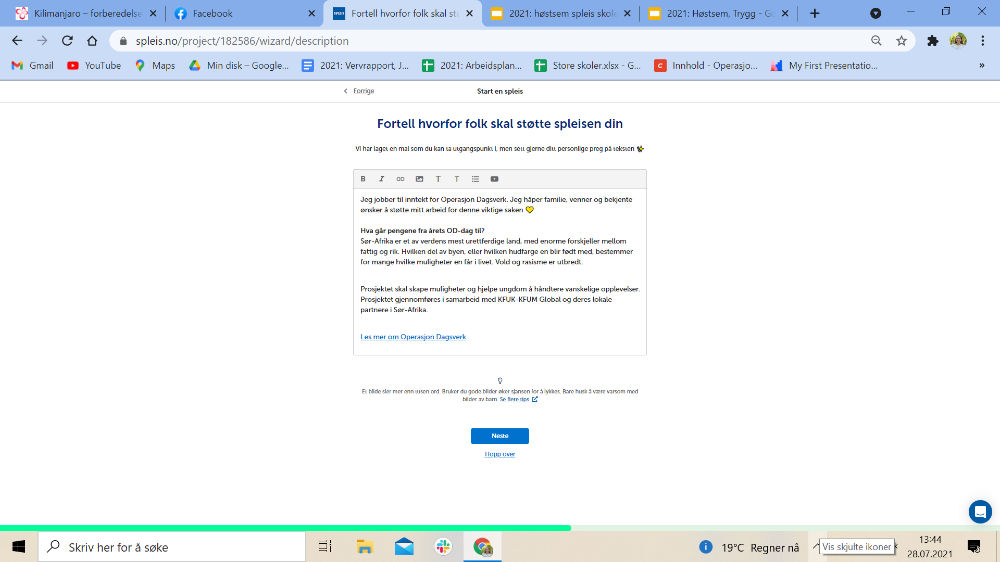 Kilimanjaro – forberedelse
Facebook
SPLEIS
Fortell hvorfor folk skal stø
2021: høstsem spleis skole
2021: Høstsem, Trygg - Go
spleis.no/project/182586/wizard/description
Gmail
YouTube
Maps
Min disk – Google...
2021: Vervrapport, J...
2021: Arbeidsplan...
Store skoler.xlsx - G...
C
Innhold - Operasjo...
My First Presentatio...
»
Forrige
Start en spleis
Fortell hvorfor folk skal støtte spleisen din
Vi har laget en mal som du kan ta utgangspunkt i, men sett gjerne ditt personlige preg på teksten ✨
B I T T
Jeg jobber til inntekt for Operasjon Dagsverk. Jeg håper familie, venner og bekjente
ønsker å støtte mitt arbeid for denne viktige saken 💛
Hva går pengene fra årets OD-dag til?
Sør-Afrika er et av verdens mest urettferdige land, med enorme forskjeller mellom
fattig og rik. Hvilken del av byen, eller hvilken hudfarge en blir født med, bestemmer
for mange hvilke muligheter en får i livet. Vold og rasisme er utbredt.
Prosjektet skal skape muligheter og hjelpe ungdom å håndtere vanskelige opplevelser.
Prosjektet gjennomføres i samarbeid med KFUK-KFUM Global og deres lokale
partnere i Sør-Afrika.
Les mer om Operasjon Dagsverk
Et bilde sier mer enn tusen ord. Bruker du gode bilder øker sjansen for å lykkes. Bare husk å være varsom med
bilder av barn. Se flere tips
Neste
Hopp over
Skriv her for å søke
19°C Regner nå
Vis skjulte ikoner
13:44
28.07.2021